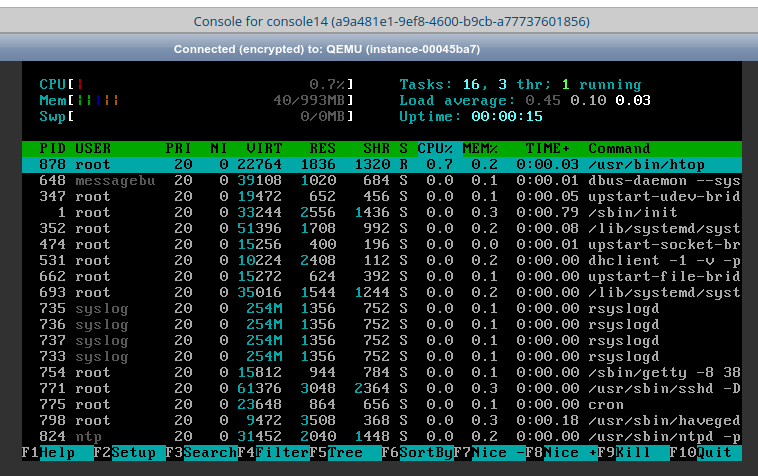 Console for console14 (a9a481e1-9ef8-4600-b9cb-a77737601856)
Connected (encrypted) to: QEMU (instance-00045ba7)
CPU[| 0.7%] Tasks: 16, 3 thr; 1 running
Mem[|||||| 40/993MB] Load average: 0.45 0.10 0.03
Swp[ 0/0MB] Uptime: 00:00:15
PID USER PRI NI VIRT RES SHR S CPU% MEM% TIME+ Command
878 root 20 0 22764 1836 1320 R 0.7 0.2 0:00.03 /usr/bin/htop
648 messagebu 20 0 39108 1020 684 S 0.0 0.1 0:00.01 dbus-daemon --sys
347 root 20 0 19472 652 456 S 0.0 0.1 0:00.05 upstart-udev-brid
1 root 20 0 33244 2556 1436 S 0.0 0.3 0:00.79 /sbin/init
352 root 20 0 51396 1708 992 S 0.0 0.2 0:00.08 /lib/systemd/syst
474 root 20 0 15256 400 196 S 0.0 0.0 0:00.01 upstart-socket-br
531 root 20 0 10224 2408 112 S 0.0 0.2 0:00.00 dhclient -1 -v -p
662 root 20 0 15272 624 392 S 0.0 0.1 0:00.00 upstart-file-brid
693 root 20 0 35016 1544 1244 S 0.0 0.2 0:00.00 /lib/systemd/syst
735 syslog 20 0 254M 1356 752 S 0.0 0.1 0:00.00 rsyslogd
736 syslog 20 0 254M 1356 752 S 0.0 0.1 0:00.00 rsyslogd
737 syslog 20 0 254M 1356 752 S 0.0 0.1 0:00.00 rsyslogd
733 syslog 20 0 254M 1356 752 S 0.0 0.1 0:00.00 rsyslogd
754 root 20 0 15812 944 784 S 0.0 0.1 0:00.00 /sbin/getty -8 38
771 root 20 0 61376 3048 2364 S 0.0 0.3 0:00.00 /usr/sbin/sshd -D
775 root 20 0 23648 864 656 S 0.0 0.1 0:00.00 cron
798 root 20 0 9472 3508 368 S 0.0 0.3 0:00.18 /usr/sbin/haveged
824 ntp 20 0 31452 2040 1448 S 0.0 0.2 0:00.00 /usr/sbin/ntpd -p
F1Help F2Setup F3SearchF4FilterF5Tree F6SortByF7Nice -F8Nice +F9Kill F10Quit